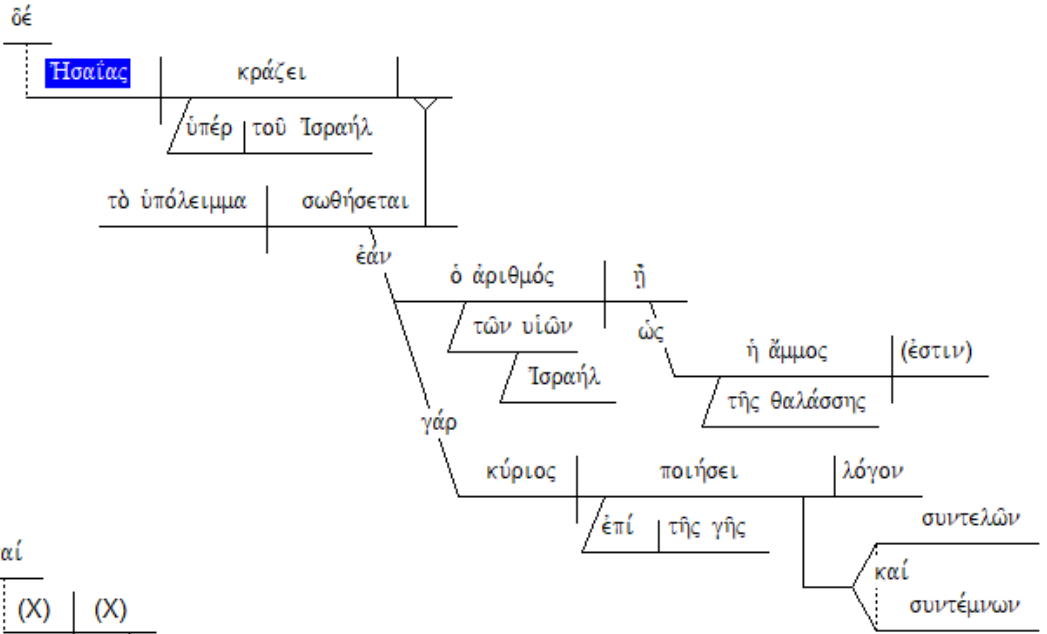 δέ
Ἠσαΐας κράζει
ὑπέρ τοῦ Ἰσραήλ
τὸ ὑπόλειμμα σωθήσεται
ἐάν
ὁ ἀριθμός ᾖ
τῶν υἱῶν ὡς
ἡ ἄμμος (ἐστιν)
Ἰσραήλ
τῆς θαλάσσης
γάρ
κύριος ποιήσει λόγον
ἐπί τῆς γῆς
συντελῶν
αί
καί
(X) (X)
συντέμνων